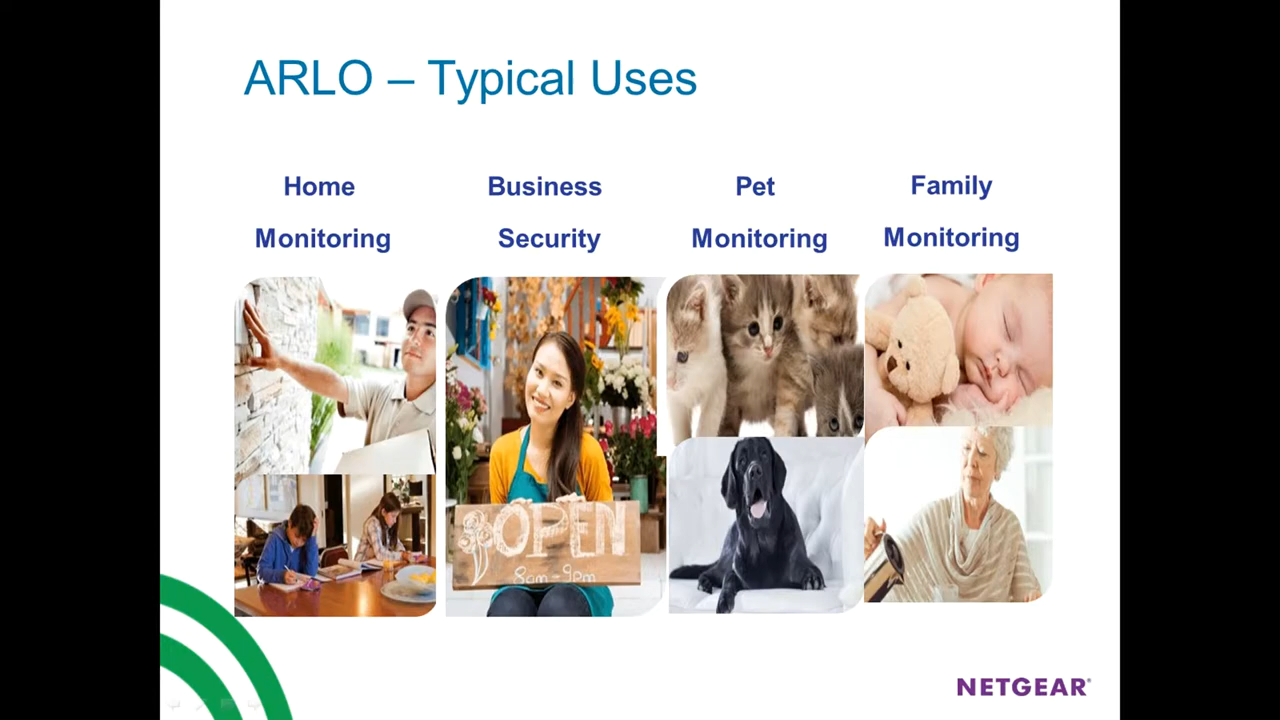 ARLO – Typical Uses
Home
Monitoring
Business
Security
Pet
Monitoring
Family
Monitoring
OPEN
8am - 9pm
NETGEAR®